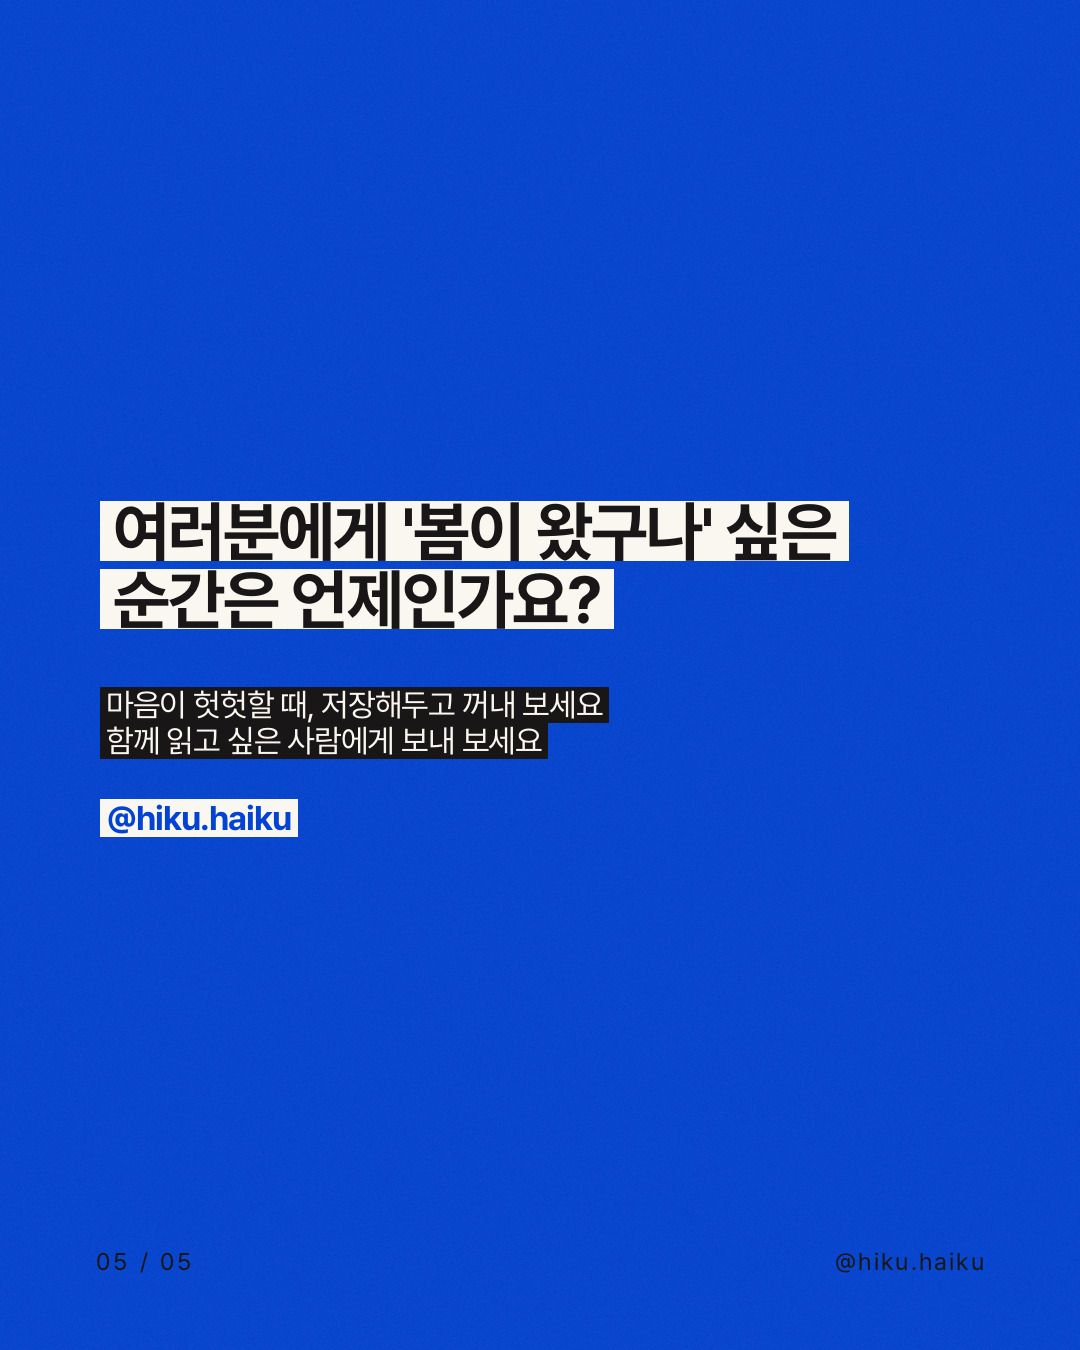 여러분에게 '봄이 왔구나' 싶은
순간은 언제인가요?
마음이 헛헛할 때, 저장해두고 꺼내 보세요
함께 읽고 싶은 사람에게 보내 보세요
@hiku.haiku
05 / 05
@hiku.haiku